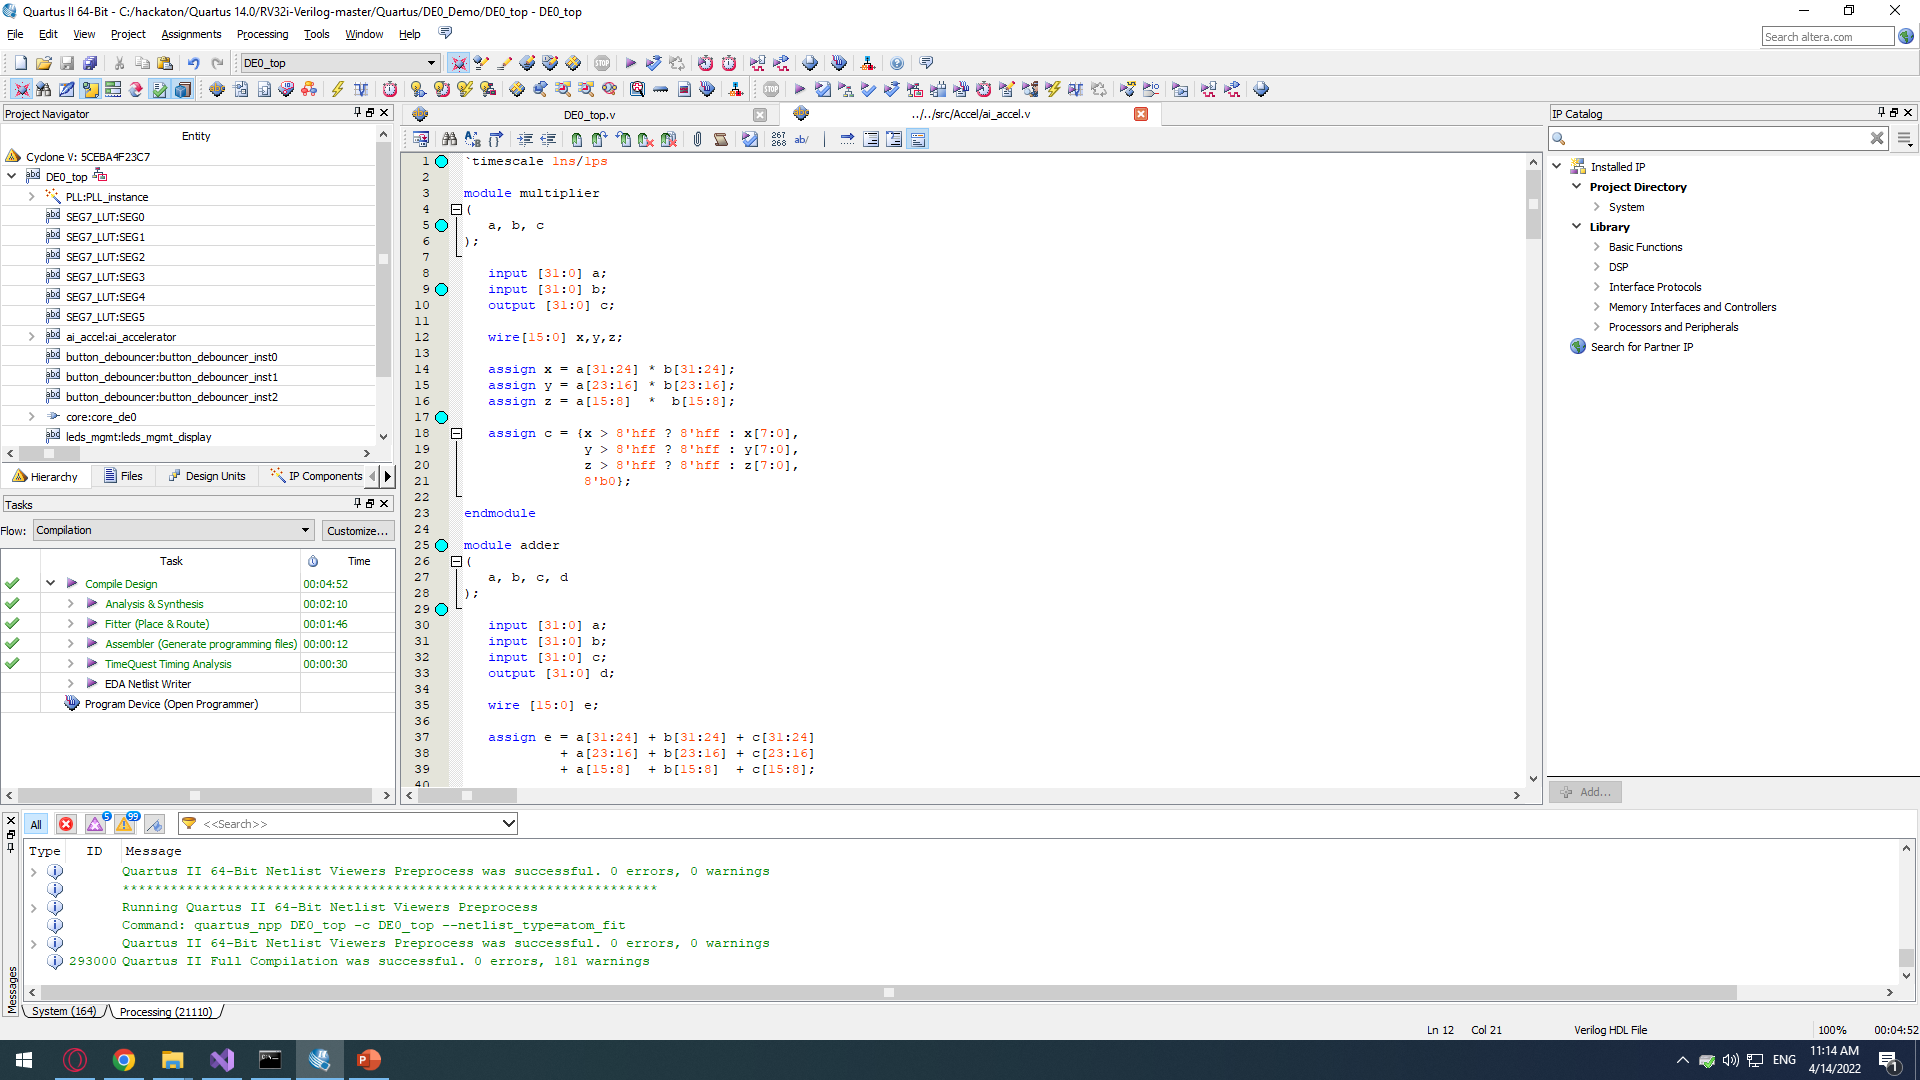 Quartus II 64-Bit - C:/hackaton/Quartus 14.0/RV32i-Verilog-master/Quartus/DE0_Demo/DE0_top - DE0_top
File Edit View Project Assignments Processing Tools Window Help
Search altera.com
DE0_top
Project Navigator
Entity
Cyclone V: 5CEBA4F23C7
DE0_top
PLL:PLL_instance
SEG7_LUT:SEG0
SEG7_LUT:SEG1
SEG7_LUT:SEG2
SEG7_LUT:SEG3
SEG7_LUT:SEG4
SEG7_LUT:SEG5
ai_accel:ai_accelerator
button_debouncer:button_debouncer_inst0
button_debouncer:button_debouncer_inst1
button_debouncer:button_debouncer_inst2
core:core_de0
leds_mgmt:leds_mgmt_display
Hierarchy Files Design Units IP Components
Tasks
Flow: Compilation Customize...
Task Time
Compile Design 00:04:52
Analysis & Synthesis 00:02:10
Fitter (Place & Route) 00:01:46
Assembler (Generate programming files) 00:00:12
TimeQuest Timing Analysis 00:00:30
EDA Netlist Writer
Program Device (Open Programmer)
DE0_top.v ../../src/Accel/ai_accel.v
267
268 ab/
1 `timescale 1ns/1ps
2
3 module multiplier
4 (
5 a, b, c
6 );
7
8 input [31:0] a;
9 input [31:0] b;
10 output [31:0] c;
11
12 wire[15:0] x,y,z;
13
14 assign x = a[31:24] * b[31:24];
15 assign y = a[23:16] * b[23:16];
16 assign z = a[15:8] * b[15:8];
17
18 assign c = {x > 8'hff ? 8'hff : x[7:0],
19 y > 8'hff ? 8'hff : y[7:0],
20 z > 8'hff ? 8'hff : z[7:0],
21 8'b0};
22
23 endmodule
24
25 module adder
26 (
27 a, b, c, d
28 );
29
30 input [31:0] a;
31 input [31:0] b;
32 input [31:0] c;
33 output [31:0] d;
34
35 wire [15:0] e;
36
37 assign e = a[31:24] + b[31:24] + c[31:24]
38 + a[23:16] + b[23:16] + c[23:16]
39 + a[15:8] + b[15:8] + c[15:8];
40
IP Catalog
Installed IP
Project Directory
System
Library
Basic Functions
DSP
Interface Protocols
Memory Interfaces and Controllers
Processors and Peripherals
Search for Partner IP
Add...
All 5 99 <<Search>>
Type ID Message
Quartus II 64-Bit Netlist Viewers Preprocess was successful. 0 errors, 0 warnings
*******************************************************************
Running Quartus II 64-Bit Netlist Viewers Preprocess
Command: quartus_npp DE0_top -c DE0_top --netlist_type=atom_fit
Quartus II 64-Bit Netlist Viewers Preprocess was successful. 0 errors, 0 warnings
293000 Quartus II Full Compilation was successful. 0 errors, 181 warnings
Messages
System (164) Processing (21110)
Ln 12 Col 21 Verilog HDL File 100% 00:04:52
ENG 11:14 AM
4/14/2022
1